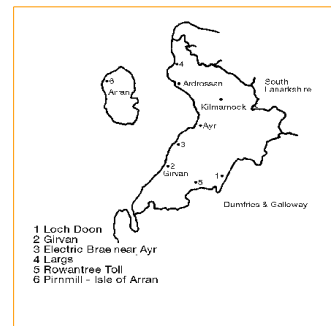 4
6
Ardrossan
South
Lanarkshire
Arran
Kilmarnock
Ayr
3
2
Girvan
1
5
Dumfries & Galloway
1 Loch Doon
2 Girvan
3 Electric Brae near Ayr
4 Largs
5 Rowantree Toll
6 Pirnmill - Isle of Arran